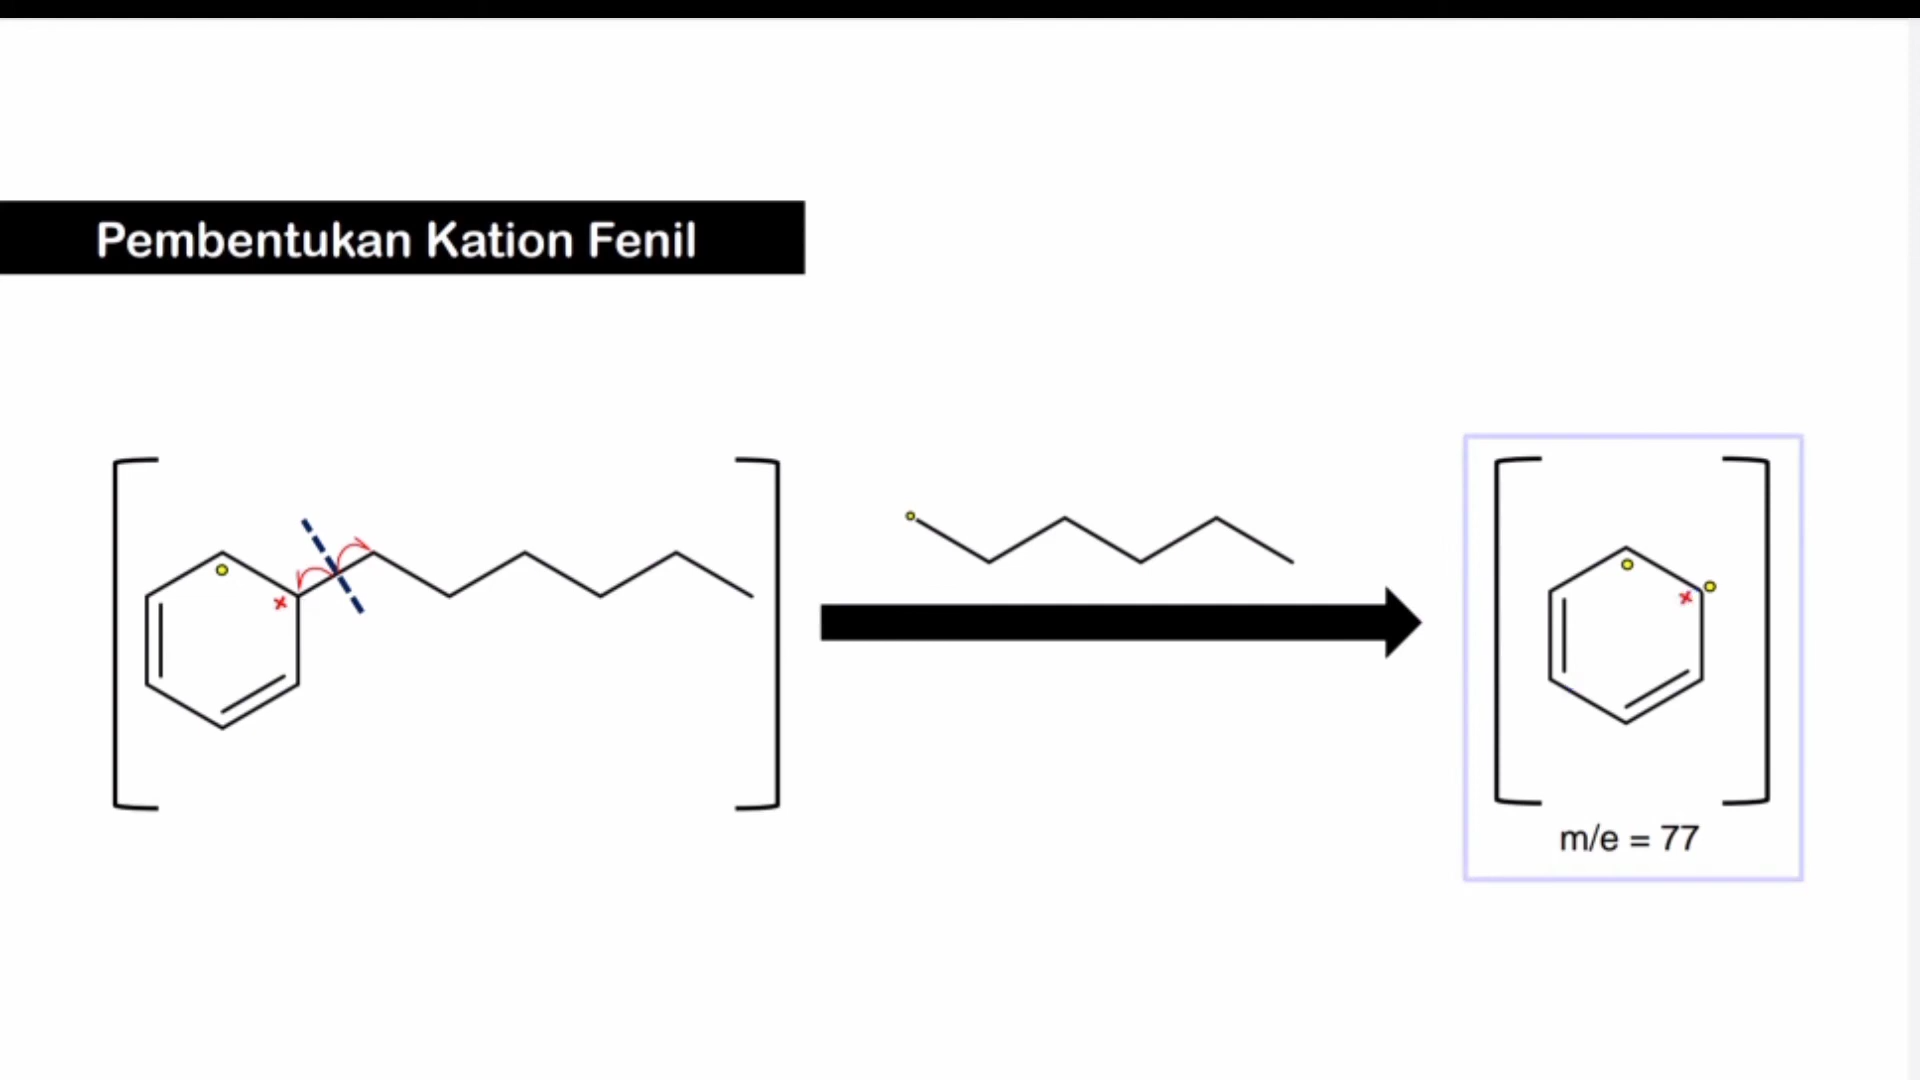 Pembentukan Kation Fenil
m/e = 77